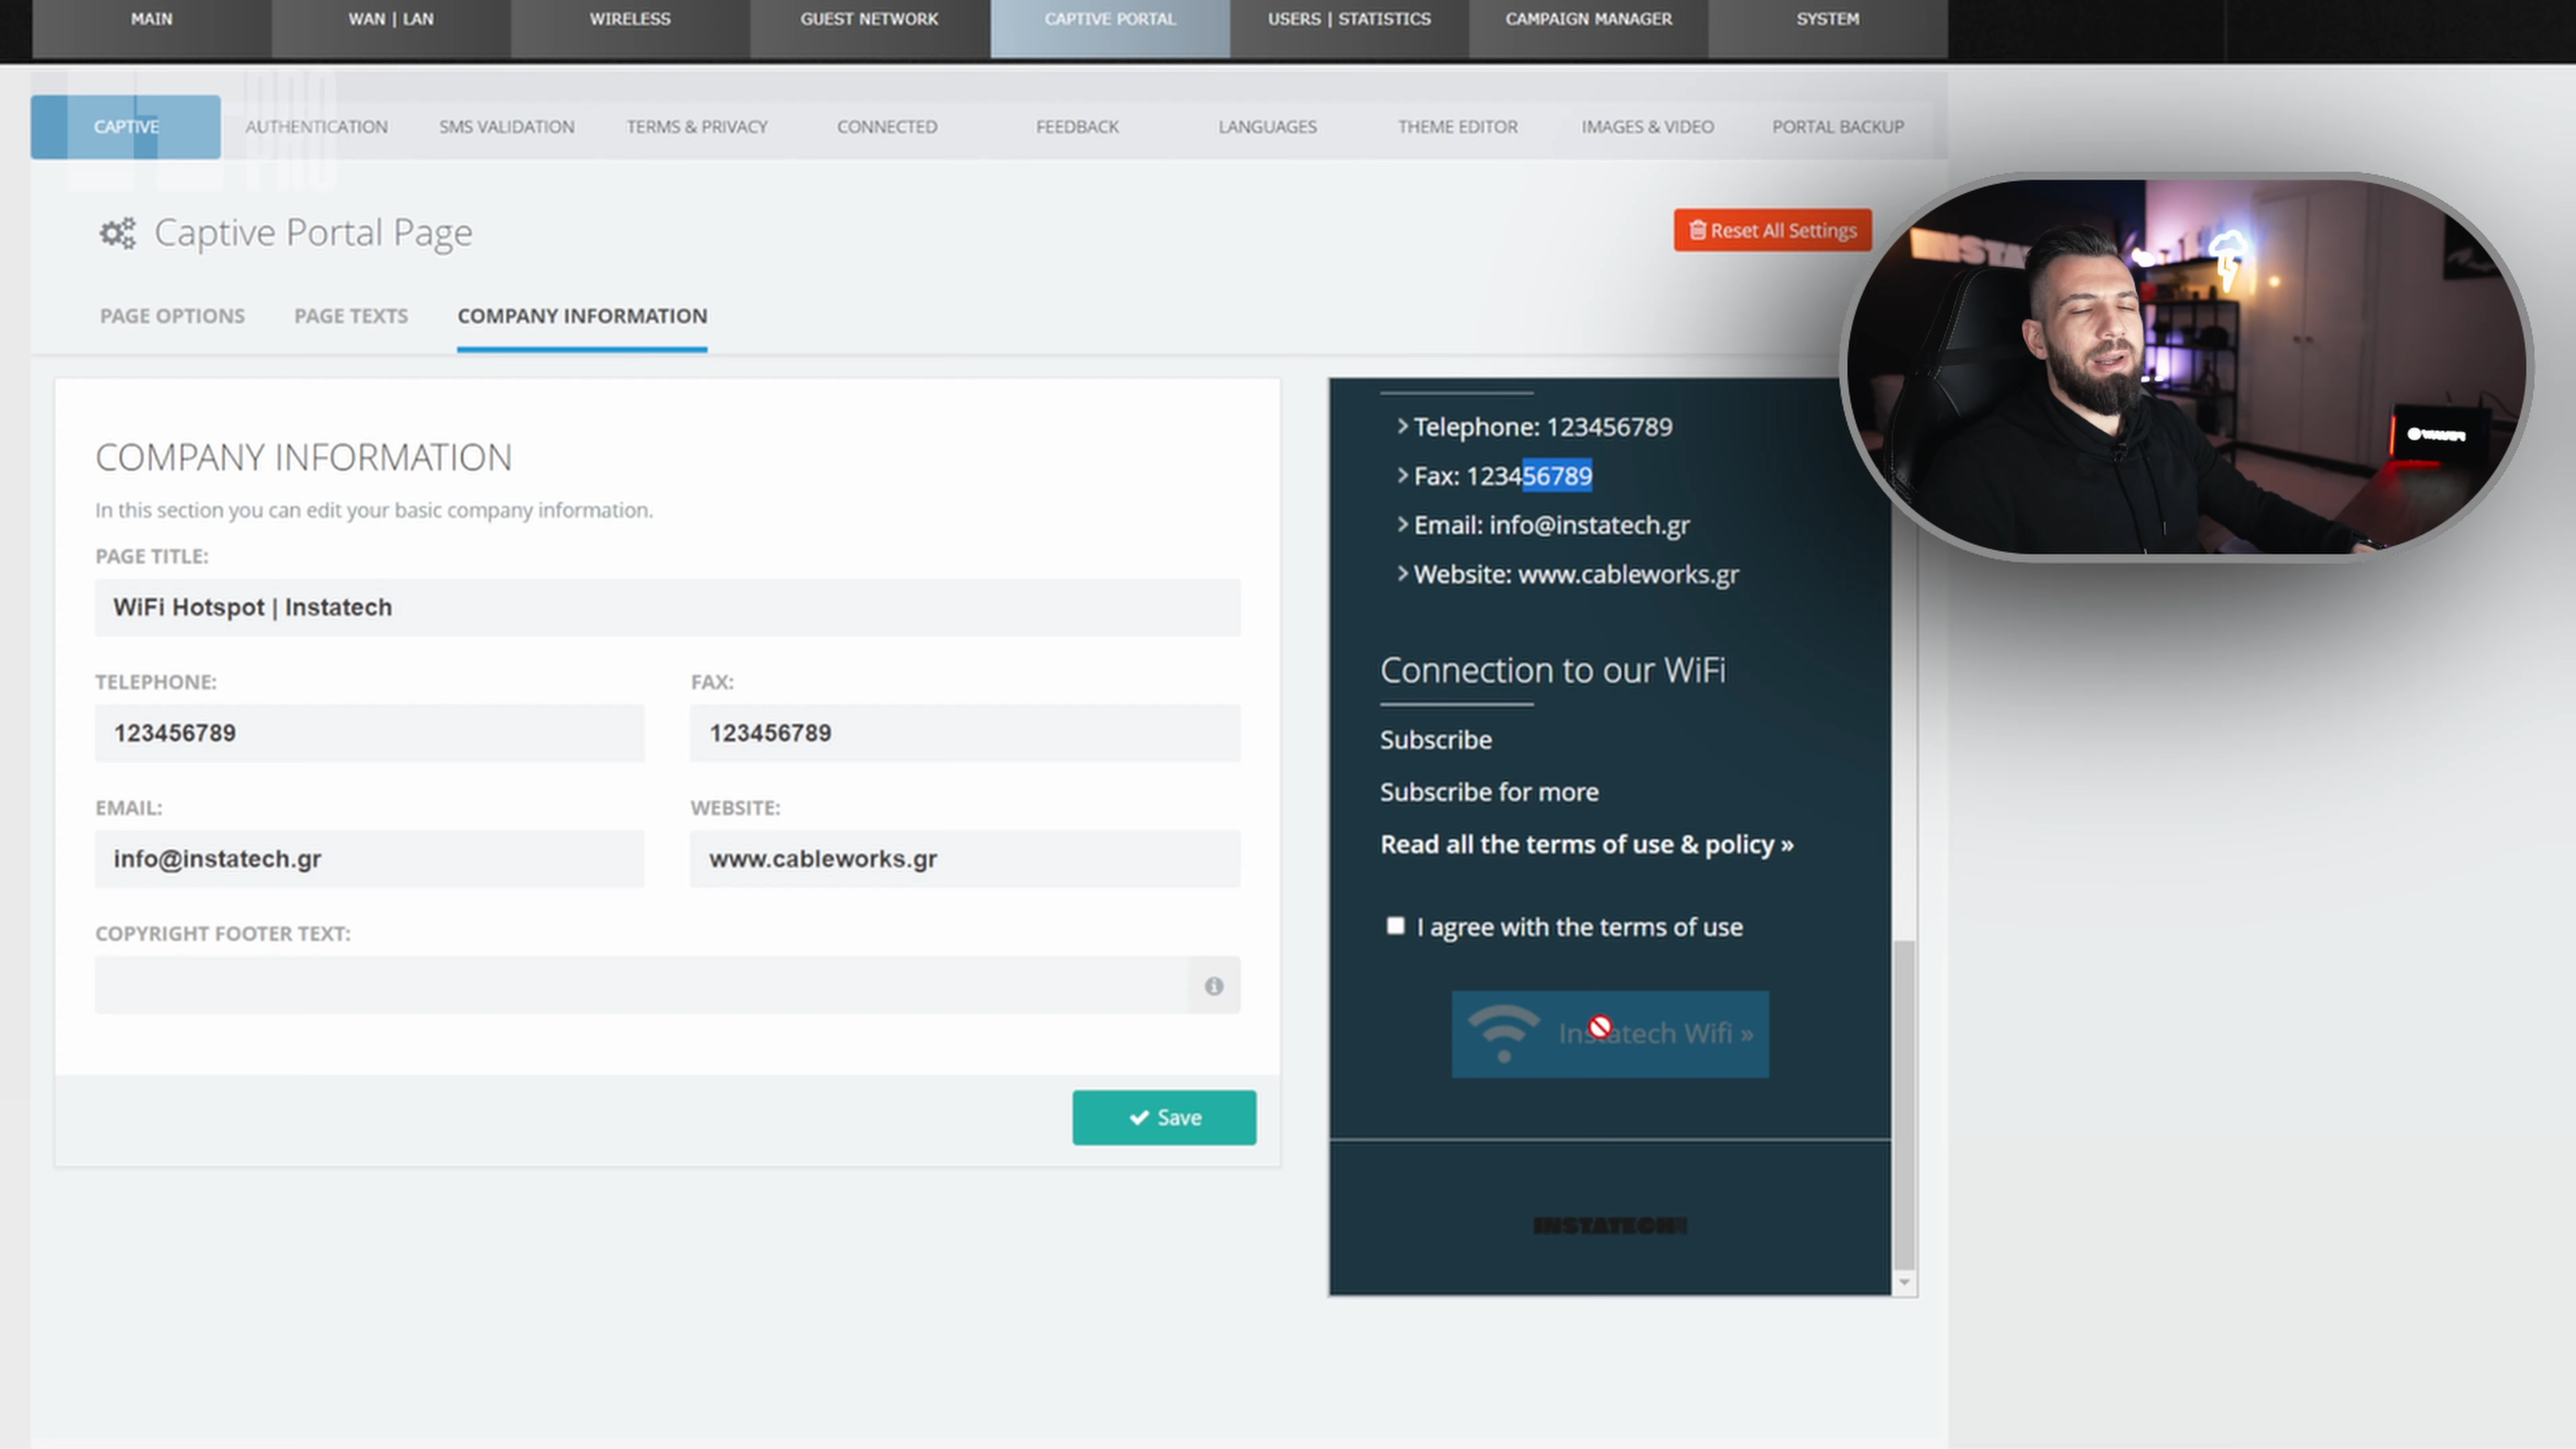 MAIN
WAN | LAN
WIRELESS
GUEST NETWORK
CAPTIVE PORTAL
USERS | STATISTICS
CAMPAIGN MANAGER
SYSTEM
CAPTIVE
AUTHENTICATION
SMS VALIDATION
TERMS & PRIVACY
CONNECTED
FEEDBACK
LANGUAGES
THEME EDITOR
IMAGES & VIDEO
PORTAL BACKUP
PRO
Captive Portal Page
Reset All Settings
INSTA
PAGE OPTIONS
PAGE TEXTS
COMPANY INFORMATION
COMPANY INFORMATION
In this section you can edit your basic company information.
PAGE TITLE:
WiFi Hotspot | Instatech
TELEPHONE:
123456789
FAX:
123456789
EMAIL:
info@instatech.gr
WEBSITE:
www.cableworks.gr
COPYRIGHT FOOTER TEXT:
Save
> Telephone: 123456789
> Fax: 123456789
> Email: info@instatech.gr
> Website: www.cableworks.gr
Connection to our WiFi
Subscribe
Subscribe for more
Read all the terms of use & policy »
I agree with the terms of use
Instatech Wifi »
INSTATECH